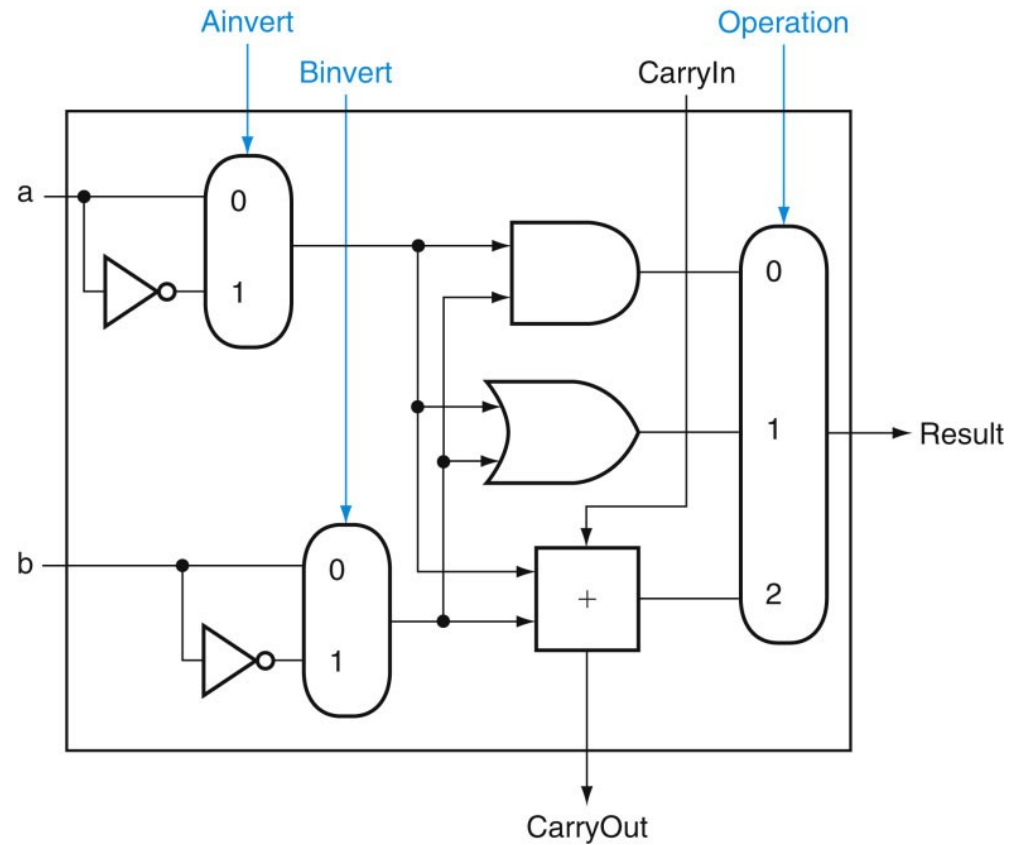 Ainvert
Operation
Binvert
CarryIn
a
0
1
0
1
Result
b
0
1
+
2
CarryOut